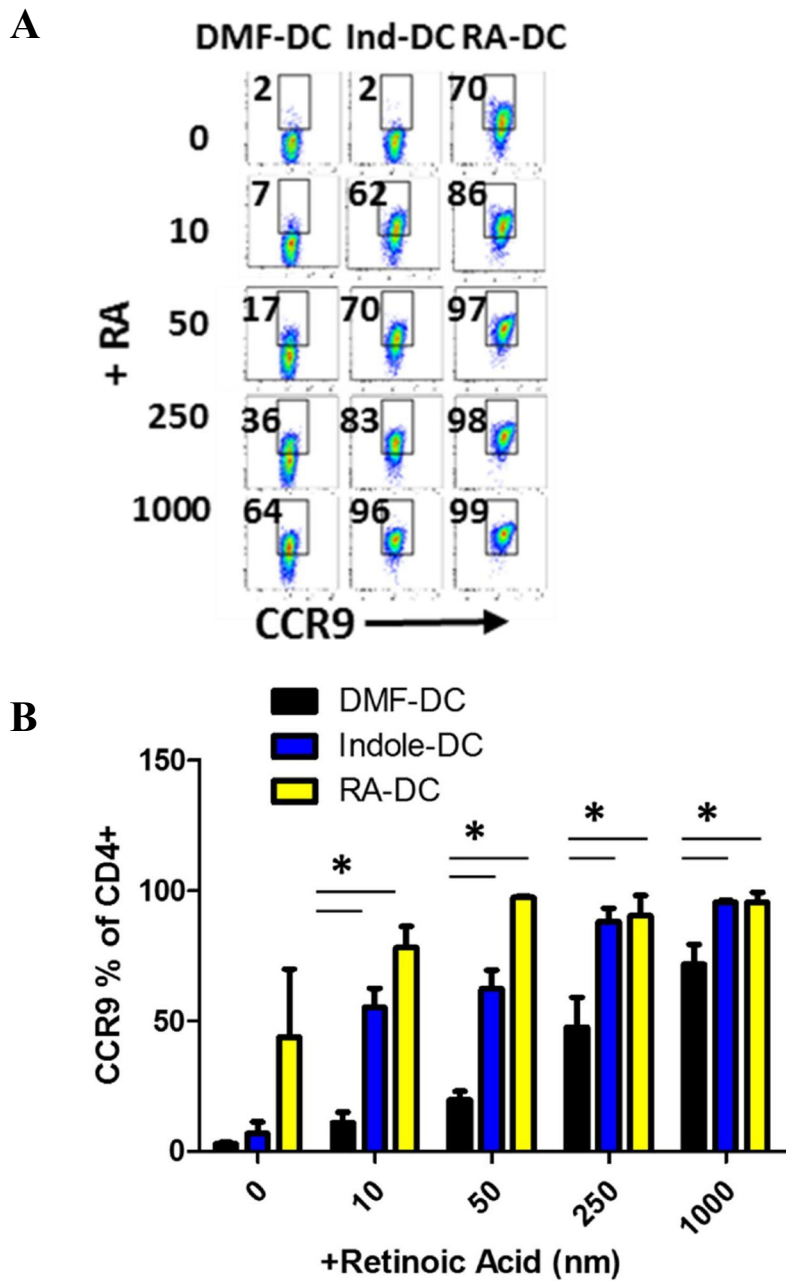 A
DMF-DC Ind-DC RA-DC
0 2 2 70
10 7 62 86
+ RA
50 17 70 97
250 36 83 98
1000 64 96 99
CCR9
B
DMF-DC
Indole-DC
RA-DC
CCR9 % of CD4+
150
100
50
0
* * * *
0 10 50 250 1000
+Retinoic Acid (nm)